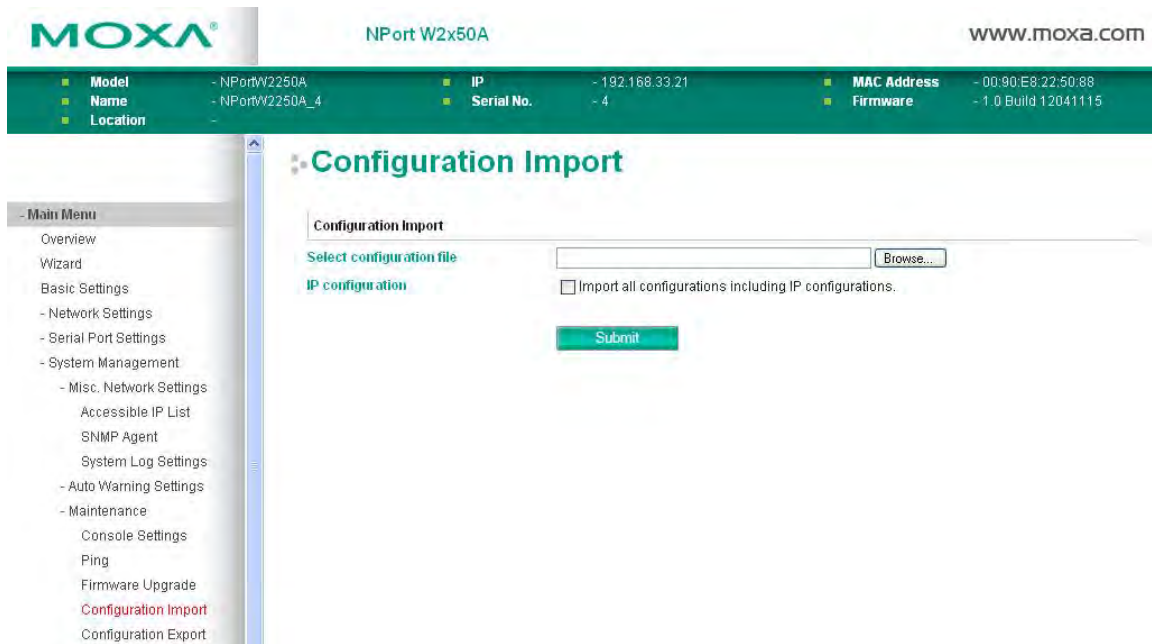 MOXA®
NPort W2x50A
www.moxa.com
Model - NPortW2250A IP - 192.168.33.21 MAC Address - 00:90:E8:22:50:88
Name - NPortW2250A_4 Serial No. - 4 Firmware - 1.0 Build 12041115
Location -
Configuration Import
- Main Menu
Overview
Wizard
Basic Settings
- Network Settings
- Serial Port Settings
- System Management
- Misc. Network Settings
Accessible IP List
SNMP Agent
System Log Settings
- Auto Warning Settings
- Maintenance
Console Settings
Ping
Firmware Upgrade
Configuration Import
Configuration Export
Configuration Import
Select configuration file Browse...
IP configuration Import all configurations including IP configurations.
Submit